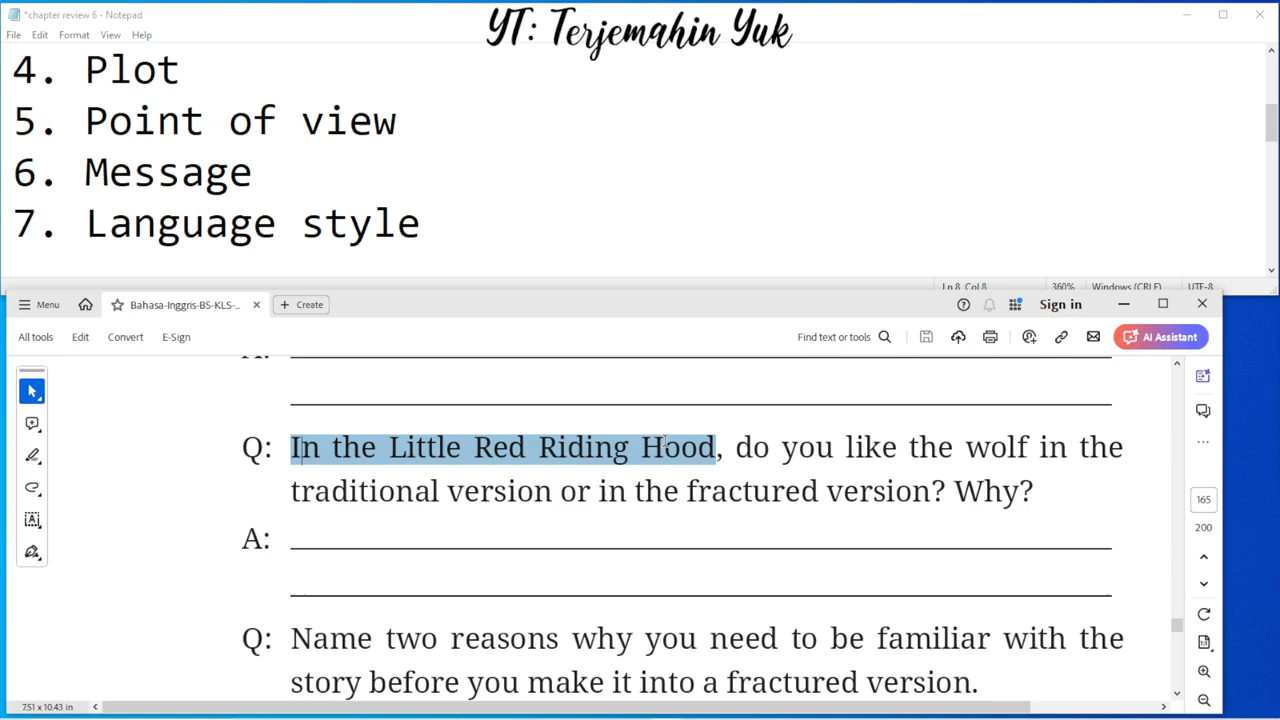 *chapter review 6 - Notepad
YT: Terjemahin Yuk
File Edit Format View Help
4. Plot
5. Point of view
6. Message
7. Language style
Ln 8, Col 8 360% Windows (CRLF) UTF-8
Menu Bahasa-Inggris-BS-KLS-... Create Sign in
All tools Edit Convert E-Sign Find text or tools AI Assistant
Q: In the Little Red Riding Hood, do you like the wolf in the
traditional version or in the fractured version? Why?
A:
Q: Name two reasons why you need to be familiar with the
story before you make it into a fractured version.
165
200
7.51 x 10.43 in